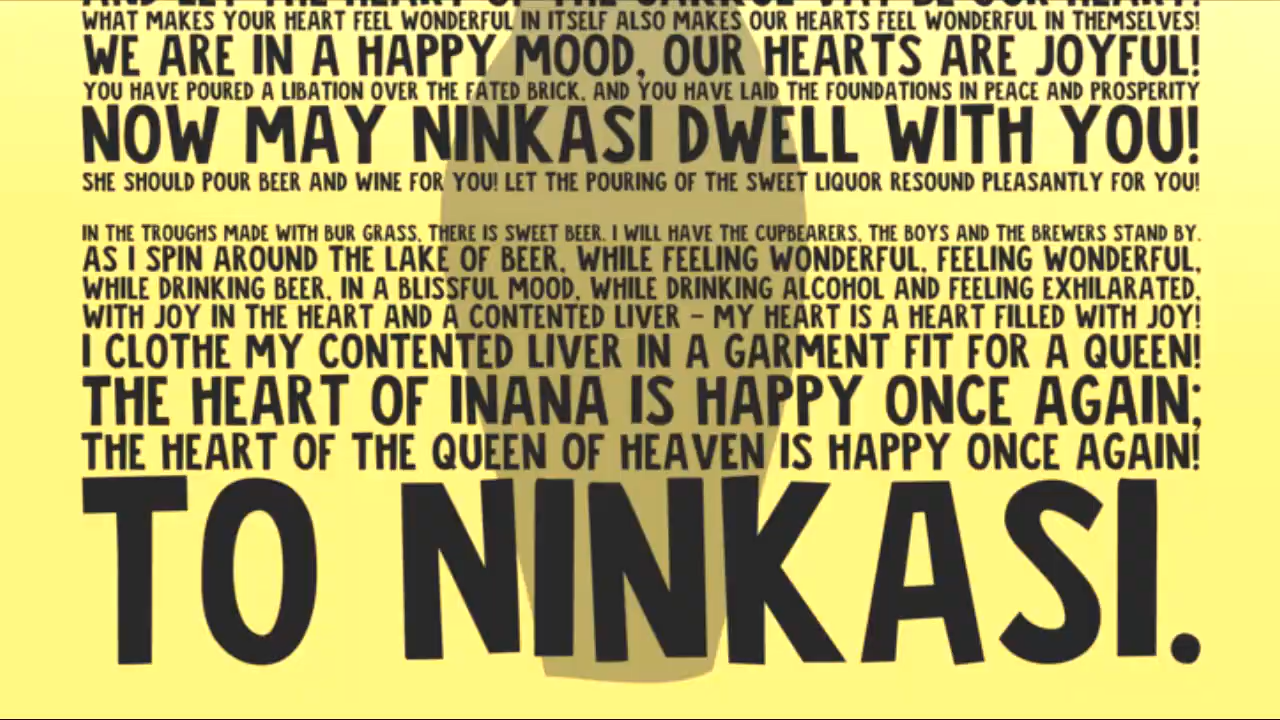 WHAT MAKES YOUR HEART FEEL WONDERFUL IN ITSELF ALSO MAKES OUR HEARTS FEEL WONDERFUL IN THEMSELVES!
WE ARE IN A HAPPY MOOD, OUR HEARTS ARE JOYFUL!
YOU HAVE POURED A LIBATION OVER THE FATED BRICK, AND YOU HAVE LAID THE FOUNDATIONS IN PEACE AND PROSPERITY
NOW MAY NINKASI DWELL WITH YOU!
SHE SHOULD POUR BEER AND WINE FOR YOU! LET THE POURING OF THE SWEET LIQUOR RESOUND PLEASANTLY FOR YOU!
IN THE TROUGHS MADE WITH BUR GRASS, THERE IS SWEET BEER. I WILL HAVE THE CUPBEARERS, THE BOYS AND THE BREWERS STAND BY.
AS I SPIN AROUND THE LAKE OF BEER, WHILE FEELING WONDERFUL, FEELING WONDERFUL,
WHILE DRINKING BEER, IN A BLISSFUL MOOD, WHILE DRINKING ALCOHOL AND FEELING EXHILARATED,
WITH JOY IN THE HEART AND A CONTENTED LIVER – MY HEART IS A HEART FILLED WITH JOY!
I CLOTHE MY CONTENTED LIVER IN A GARMENT FIT FOR A QUEEN!
THE HEART OF INANA IS HAPPY ONCE AGAIN;
THE HEART OF THE QUEEN OF HEAVEN IS HAPPY ONCE AGAIN!
TO NINKASI.